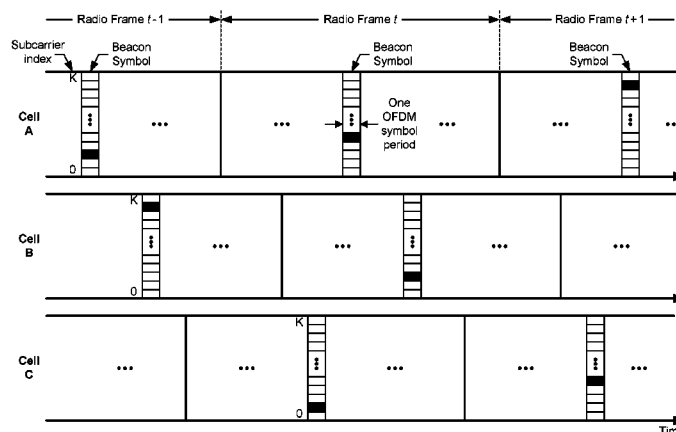 Radio Frame t - 1
Radio Frame t
Radio Frame t + 1
Subcarrier
index
Beacon
Symbol
Beacon
Symbol
Beacon
Symbol
K
One
OFDM
symbol
period
Cell
A
0
K
Cell
B
0
K
Cell
C
0